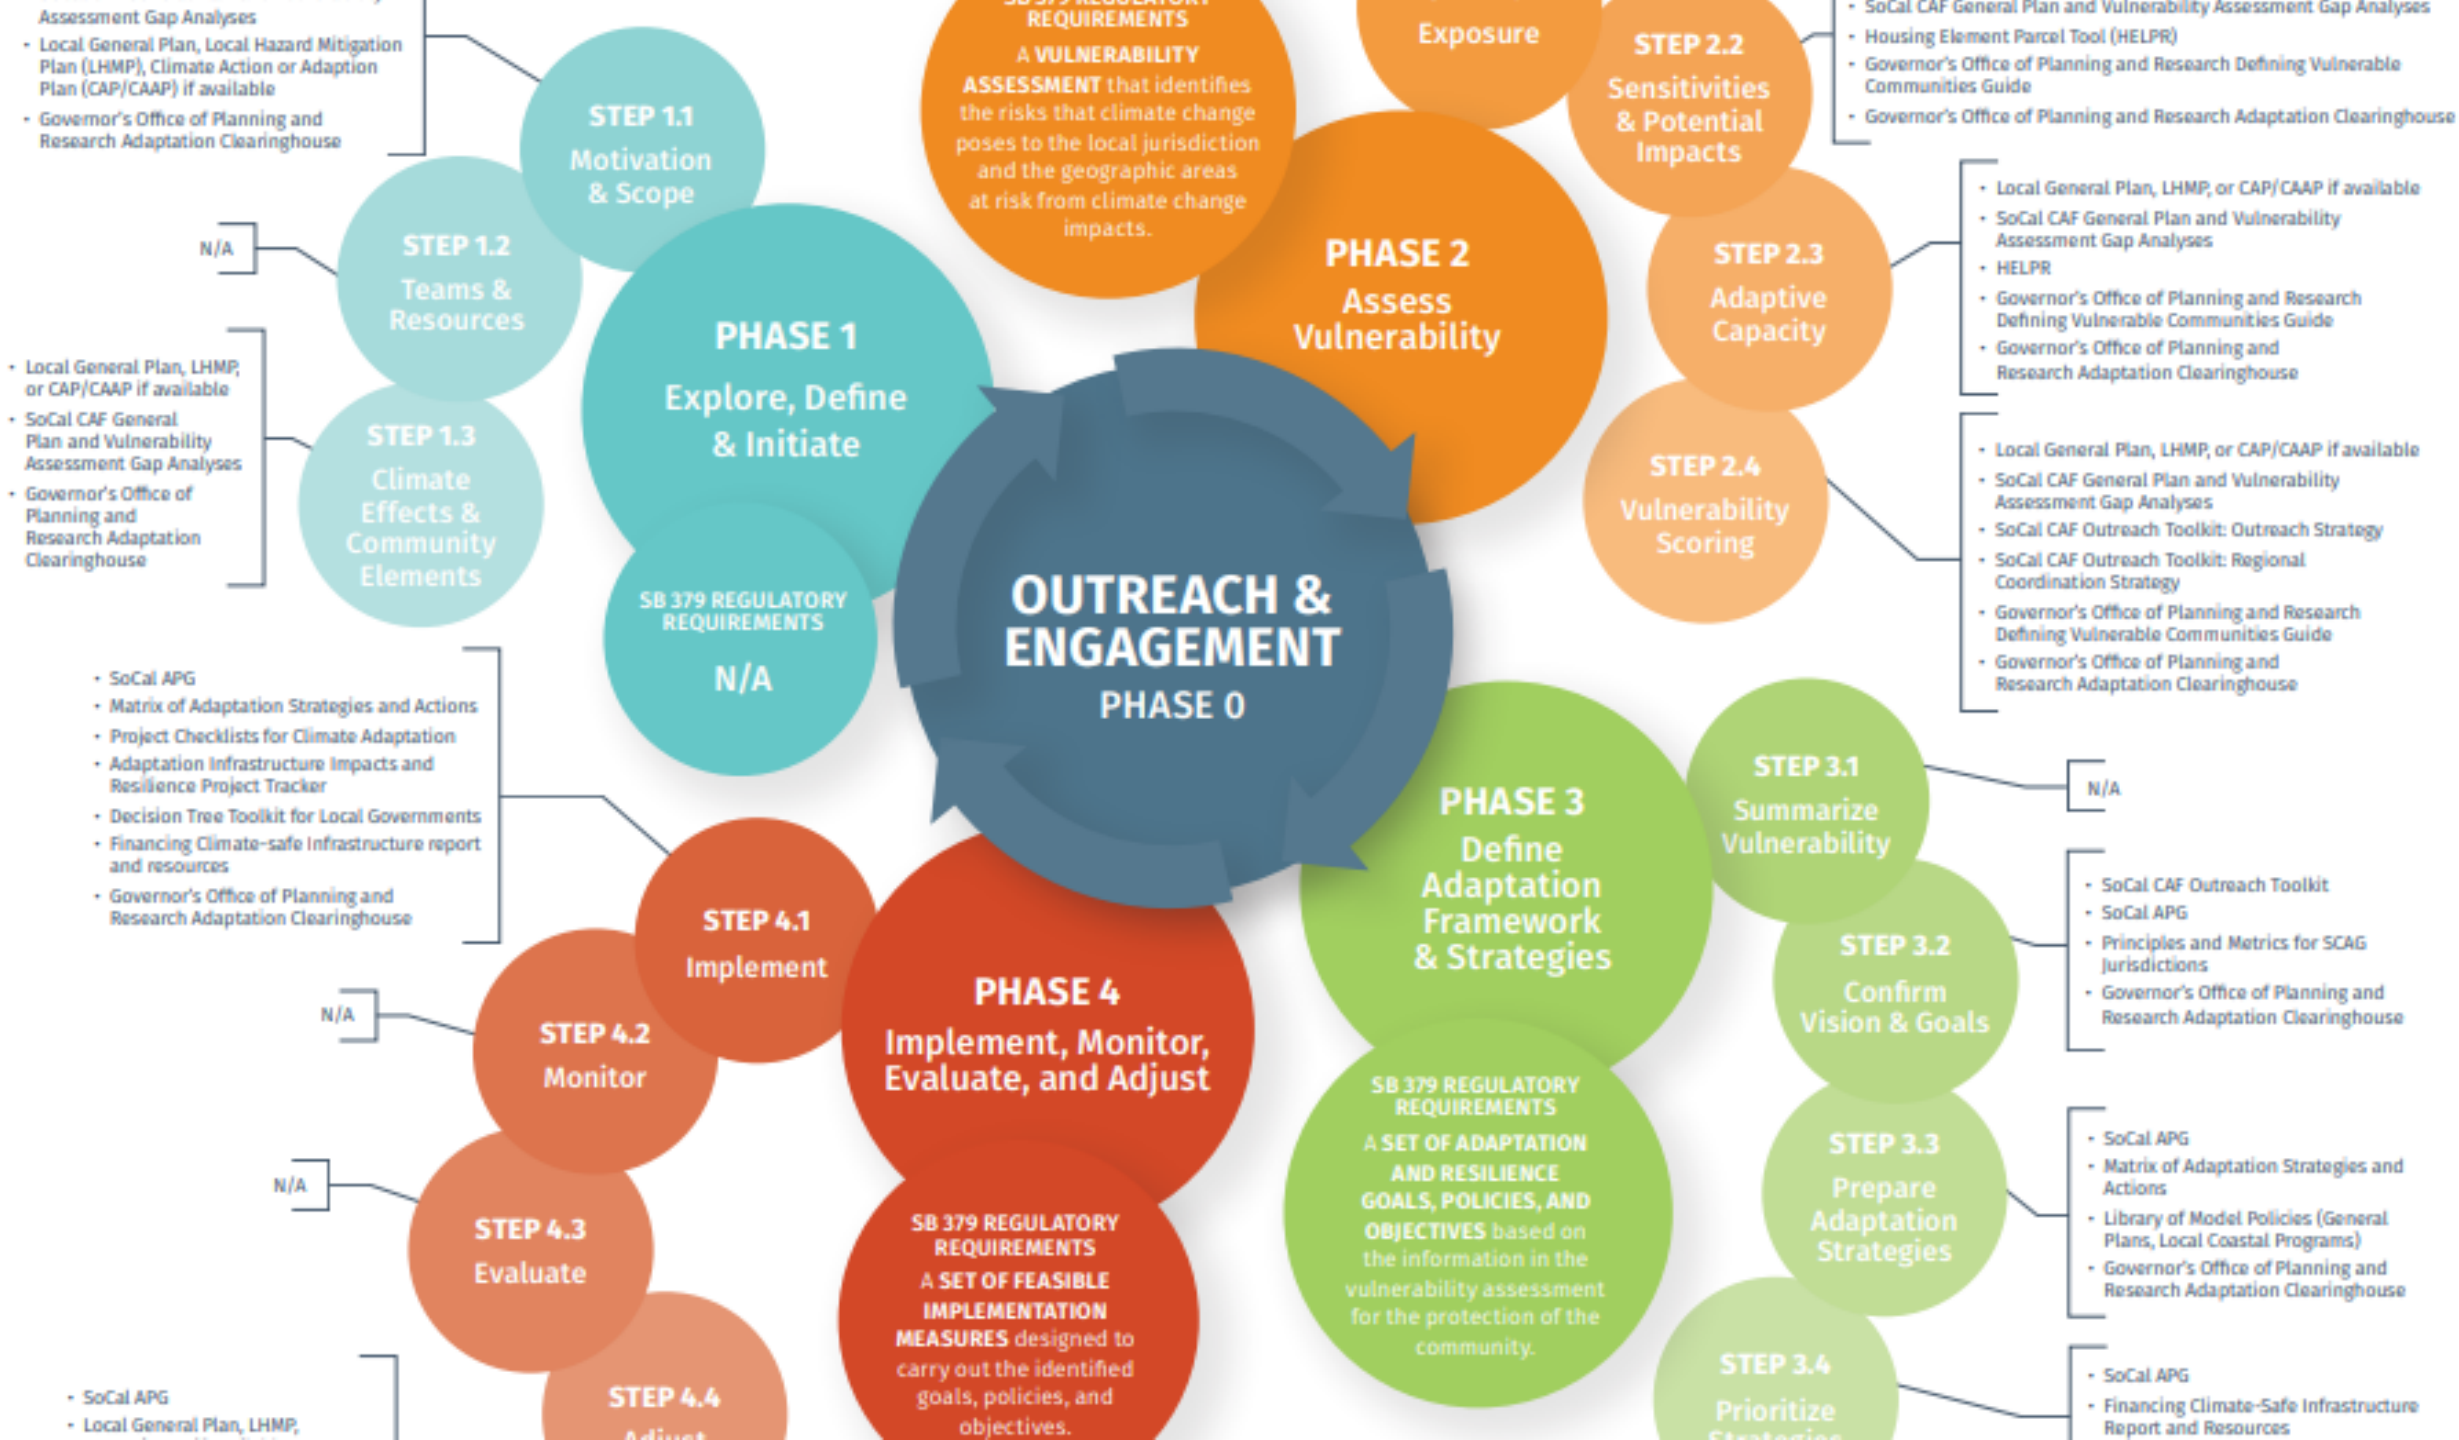 Assessment Gap Analyses
• Local General Plan, Local Hazard Mitigation
Plan (LHMP), Climate Action or Adaption
Plan (CAP/CAAP) if available
• Governor's Office of Planning and
Research Adaptation Clearinghouse
STEP 1.1
Motivation
& Scope
N/A
STEP 1.2
Teams &
Resources
• Local General Plan, LHMP,
or CAP/CAAP if available
• SoCal CAF General
Plan and Vulnerability
Assessment Gap Analyses
• Governor's Office of
Planning and
Research Adaptation
Clearinghouse
STEP 1.3
Climate
Effects &
Community
Elements
PHASE 1
Explore, Define
& Initiate
SB 379 REGULATORY
REQUIREMENTS
N/A
SB 379 REGULATORY
REQUIREMENTS
A VULNERABILITY
ASSESSMENT that identifies
the risks that climate change
poses to the local jurisdiction
and the geographic areas
at risk from climate change
impacts.
PHASE 2
Assess
Vulnerability
Exposure
STEP 2.2
Sensitivities
& Potential
Impacts
• SoCal CAF General Plan and Vulnerability Assessment Gap Analyses
• Housing Element Parcel Tool (HELPR)
• Governor's Office of Planning and Research Defining Vulnerable
Communities Guide
• Governor's Office of Planning and Research Adaptation Clearinghouse
STEP 2.3
Adaptive
Capacity
• Local General Plan, LHMP, or CAP/CAAP if available
• SoCal CAF General Plan and Vulnerability
Assessment Gap Analyses
• HELPR
• Governor's Office of Planning and Research
Defining Vulnerable Communities Guide
• Governor's Office of Planning and
Research Adaptation Clearinghouse
STEP 2.4
Vulnerability
Scoring
• Local General Plan, LHMP, or CAP/CAAP if available
• SoCal CAF General Plan and Vulnerability
Assessment Gap Analyses
• SoCal CAF Outreach Toolkit: Outreach Strategy
• SoCal CAF Outreach Toolkit: Regional
Coordination Strategy
• Governor's Office of Planning and Research
Defining Vulnerable Communities Guide
• Governor's Office of Planning and
Research Adaptation Clearinghouse
OUTREACH &
ENGAGEMENT
PHASE 0
PHASE 3
Define
Adaptation
Framework
& Strategies
SB 379 REGULATORY
REQUIREMENTS
A SET OF ADAPTATION
AND RESILIENCE
GOALS, POLICIES, AND
OBJECTIVES based on
the information in the
vulnerability assessment
for the protection of the
community.
STEP 3.1
Summarize
Vulnerability
N/A
STEP 3.2
Confirm
Vision & Goals
• SoCal CAF Outreach Toolkit
• SoCal APG
• Principles and Metrics for SCAG
Jurisdictions
• Governor's Office of Planning and
Research Adaptation Clearinghouse
STEP 3.3
Prepare
Adaptation
Strategies
• SoCal APG
• Matrix of Adaptation Strategies and
Actions
• Library of Model Policies (General
Plans, Local Coastal Programs)
• Governor's Office of Planning and
Research Adaptation Clearinghouse
STEP 3.4
Prioritize
Strategies
• SoCal APG
• Financing Climate-Safe Infrastructure
Report and Resources
PHASE 4
Implement, Monitor,
Evaluate, and Adjust
SB 379 REGULATORY
REQUIREMENTS
A SET OF FEASIBLE
IMPLEMENTATION
MEASURES designed to
carry out the identified
goals, policies, and
objectives.
• SoCal APG
• Matrix of Adaptation Strategies and Actions
• Project Checklists for Climate Adaptation
• Adaptation Infrastructure Impacts and
Resilience Project Tracker
• Decision Tree Toolkit for Local Governments
• Financing Climate-safe Infrastructure report
and resources
• Governor's Office of Planning and
Research Adaptation Clearinghouse
STEP 4.1
Implement
N/A
STEP 4.2
Monitor
N/A
STEP 4.3
Evaluate
STEP 4.4
Adjust
• SoCal APG
• Local General Plan, LHMP,